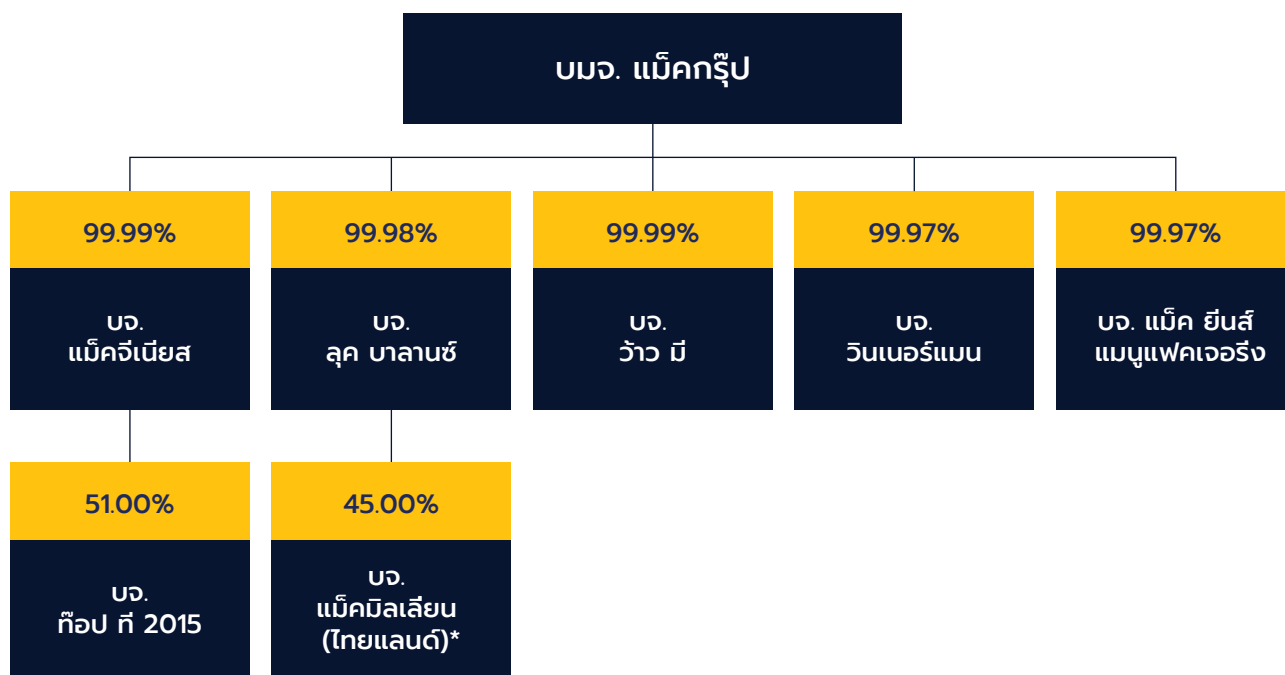 บมจ. แม็คกรุ๊ป
99.99%
99.98%
99.99%
99.97%
99.97%
บจ.
แม็คจีเนียส
บจ.
ลุค บาลานซ์
บจ.
ว้าว มี
บจ.
วินเนอร์แมน
บจ. แม็ค ยีนส์
แมนูแฟคเจอริง
51.00%
45.00%
บจ.
ท๊อป ที 2015
บจ.
แม็คมิลเลียน
(ไทยแลนด์)*